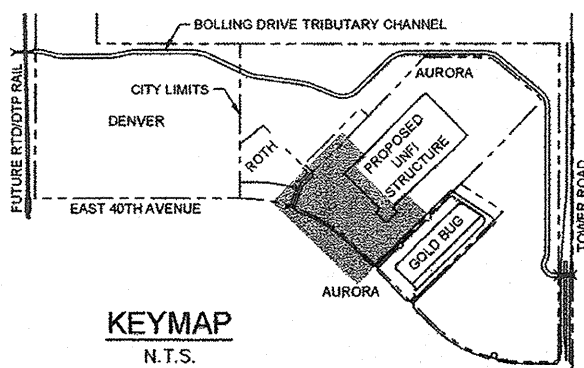 BOLLING DRIVE TRIBUTARY CHANNEL
AURORA
CITY LIMITS
DENVER
FUTURE RTD/DTP RAIL
ROTH
PROPOSED
UNFI
STRUCTURE
EAST 40TH AVENUE
GOLD BUG
TOWER ROAD
AURORA
KEYMAP
N.T.S.